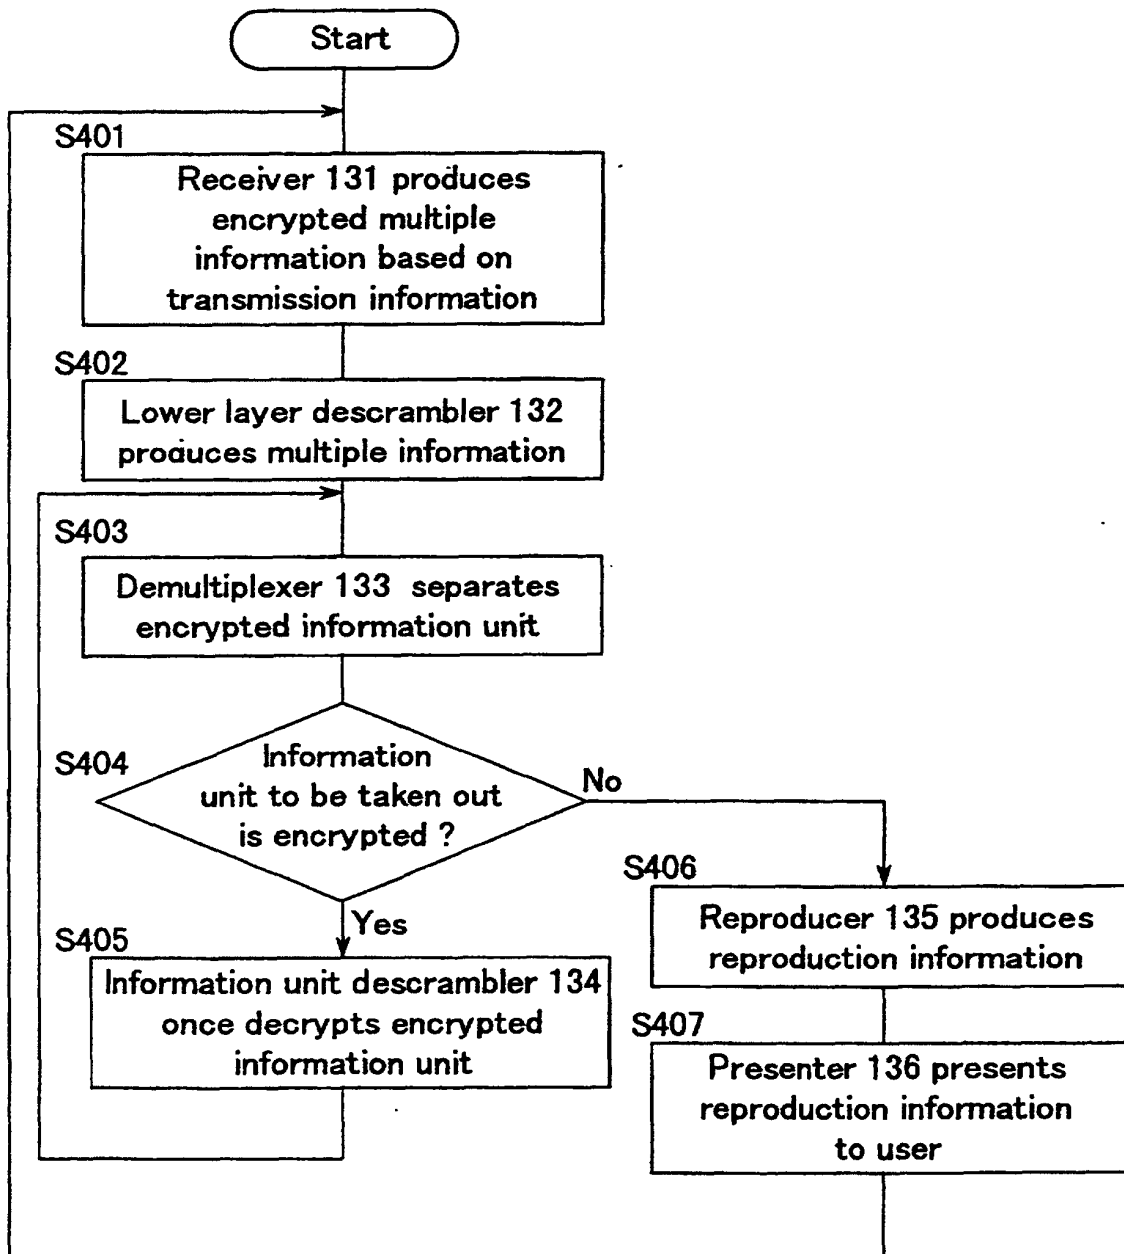 Start
S401
Receiver 131 produces
encrypted multiple
information based on
transmission information
S402
Lower layer descrambler 132
produces multiple information
S403
Demultiplexer 133 separates
encrypted information unit
S404
Information
unit to be taken out
is encrypted ?
No
Yes
S405
Information unit descrambler 134
once decrypts encrypted
information unit
S406
Reproducer 135 produces
reproduction information
S407
Presenter 136 presents
reproduction information
to user